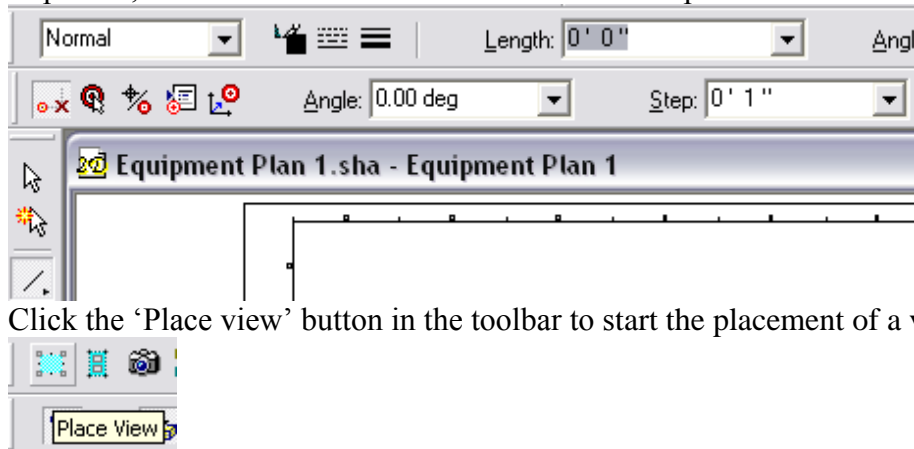 Normal Length: 0' 0" Angl
Angle: 0.00 deg Step: 0' 1"
Equipment Plan 1.sha - Equipment Plan 1
Click the ‘Place view’ button in the toolbar to start the placement of a
Place View